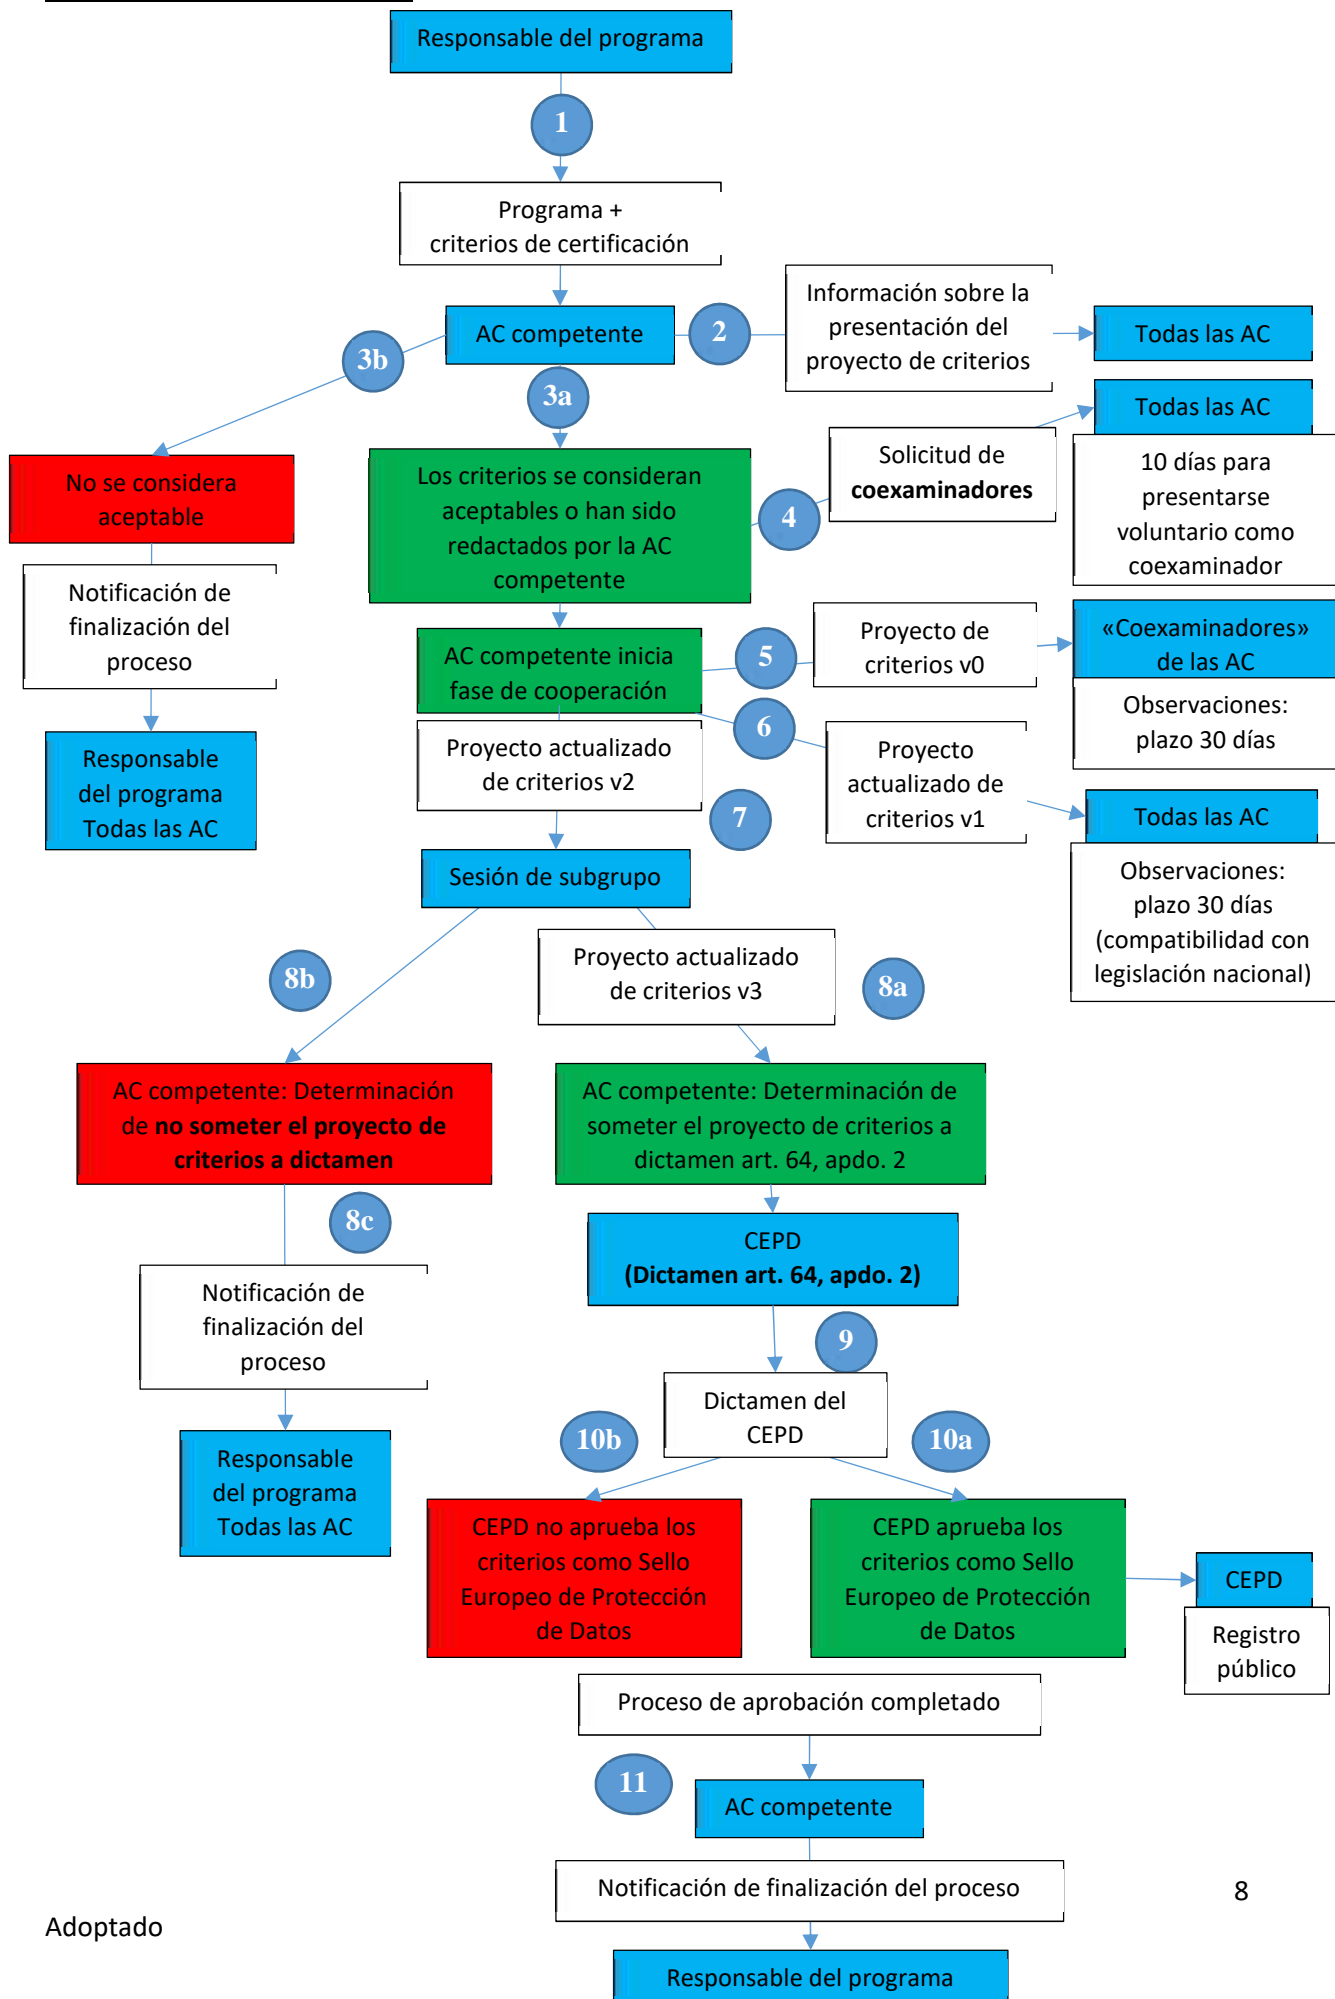 Responsable del programa
1
Programa +
criterios de certificación
AC competente
2
Información sobre la
presentación del
proyecto de criterios
Todas las AC
3b
3a
No se considera
aceptable
Notificación de
finalización del
proceso
Responsable
del programa
Todas las AC
Los criterios se consideran
aceptables o han sido
redactados por la AC
competente
4
Solicitud de
coexaminadores
Todas las AC
10 días para
presentarse
voluntario como
coexaminador
AC competente inicia
fase de cooperación
5
Proyecto de
criterios v0
«Coexaminadores»
de las AC
Observaciones:
plazo 30 días
6
Proyecto
actualizado de
criterios v1
Todas las AC
Observaciones:
plazo 30 días
(compatibilidad con
legislación nacional)
Proyecto actualizado
de criterios v2
7
Sesión de subgrupo
8b
Proyecto actualizado
de criterios v3
8a
AC competente: Determinación
de no someter el proyecto de
criterios a dictamen
8c
Notificación de
finalización del
proceso
Responsable
del programa
Todas las AC
AC competente: Determinación de
someter el proyecto de criterios a
dictamen art. 64, apdo. 2
CEPD
(Dictamen art. 64, apdo. 2)
9
Dictamen del
CEPD
10b
10a
CEPD no aprueba los
criterios como Sello
Europeo de Protección
de Datos
CEPD aprueba los
criterios como Sello
Europeo de Protección
de Datos
CEPD
Registro
público
Proceso de aprobación completado
11
AC competente
Notificación de finalización del proceso
Responsable del programa
8
Adoptado